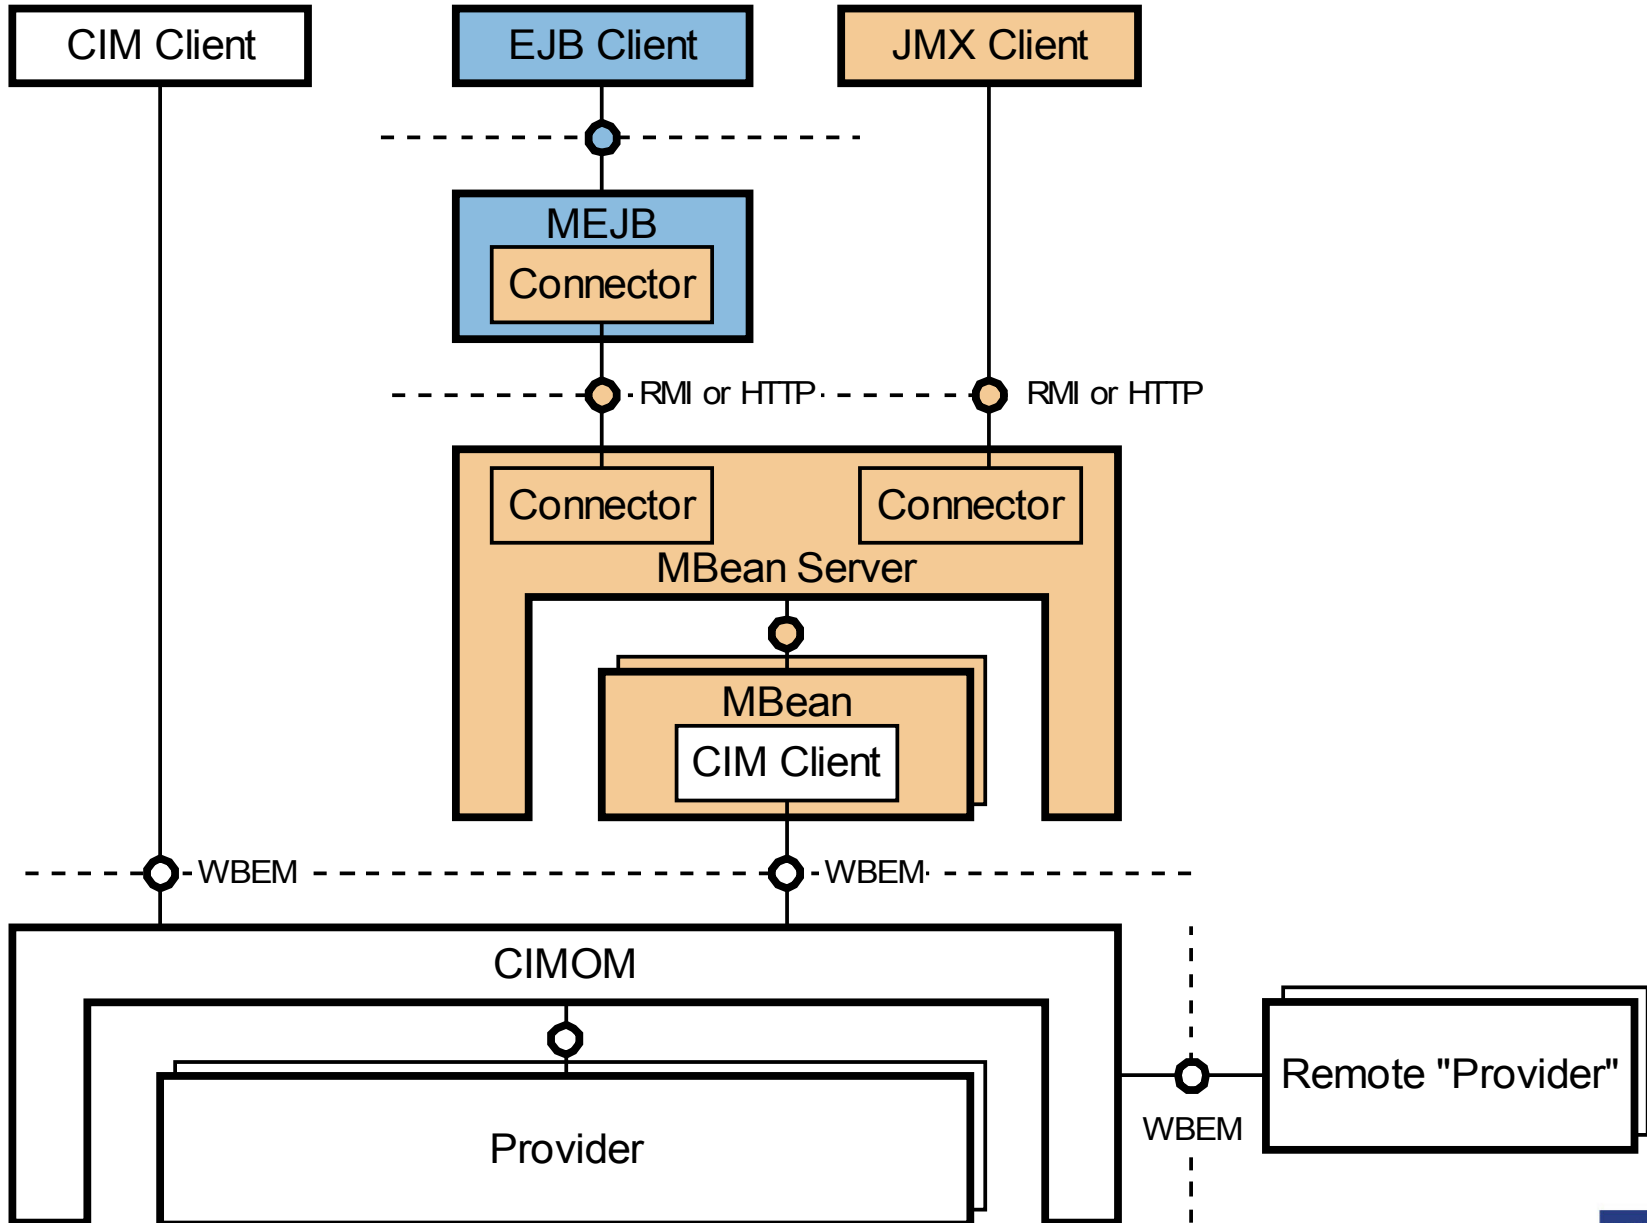 CIM Client
EJB Client
JMX Client
MEJB
Connector
RMI or HTTP
RMI or HTTP
Connector
Connector
MBean Server
MBean
CIM Client
WBEM
WBEM
CIMOM
Remote "Provider"
WBEM
Provider